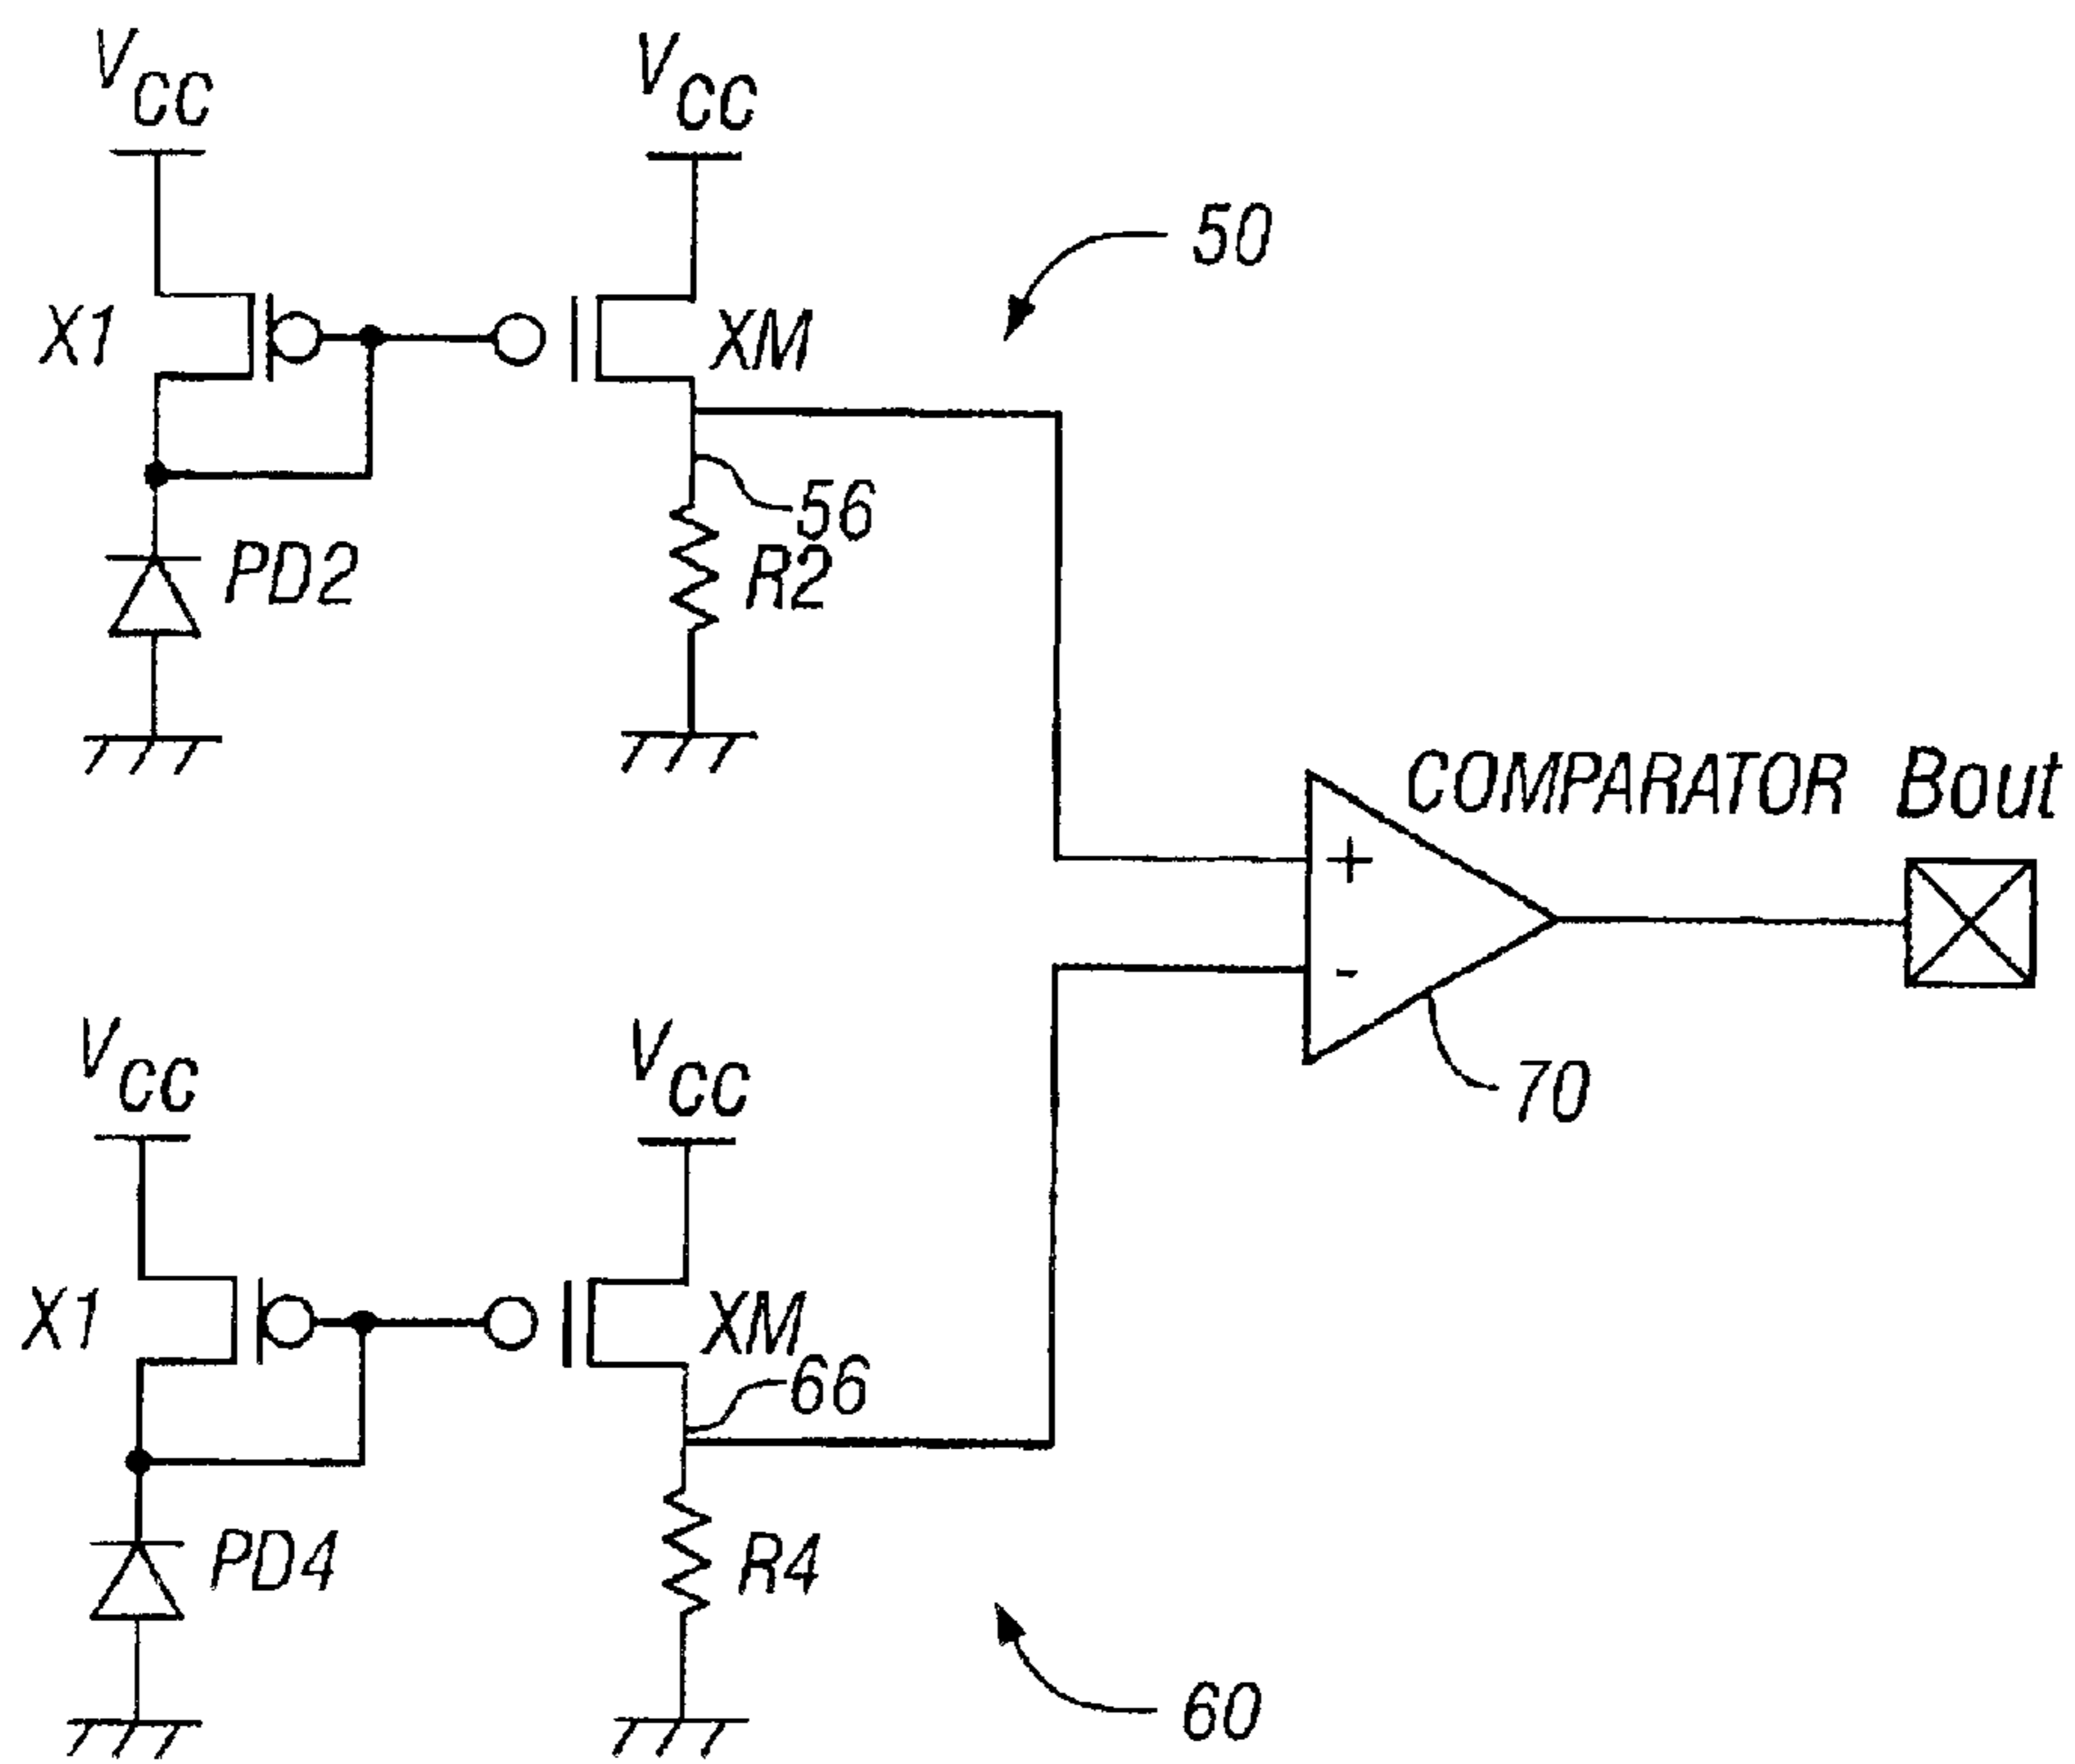 VCC
VCC
50
X1
XM
56
PD2
R2
COMPARATOR Bout
+
-
70
VCC
VCC
X1
XM
66
PD4
R4
60